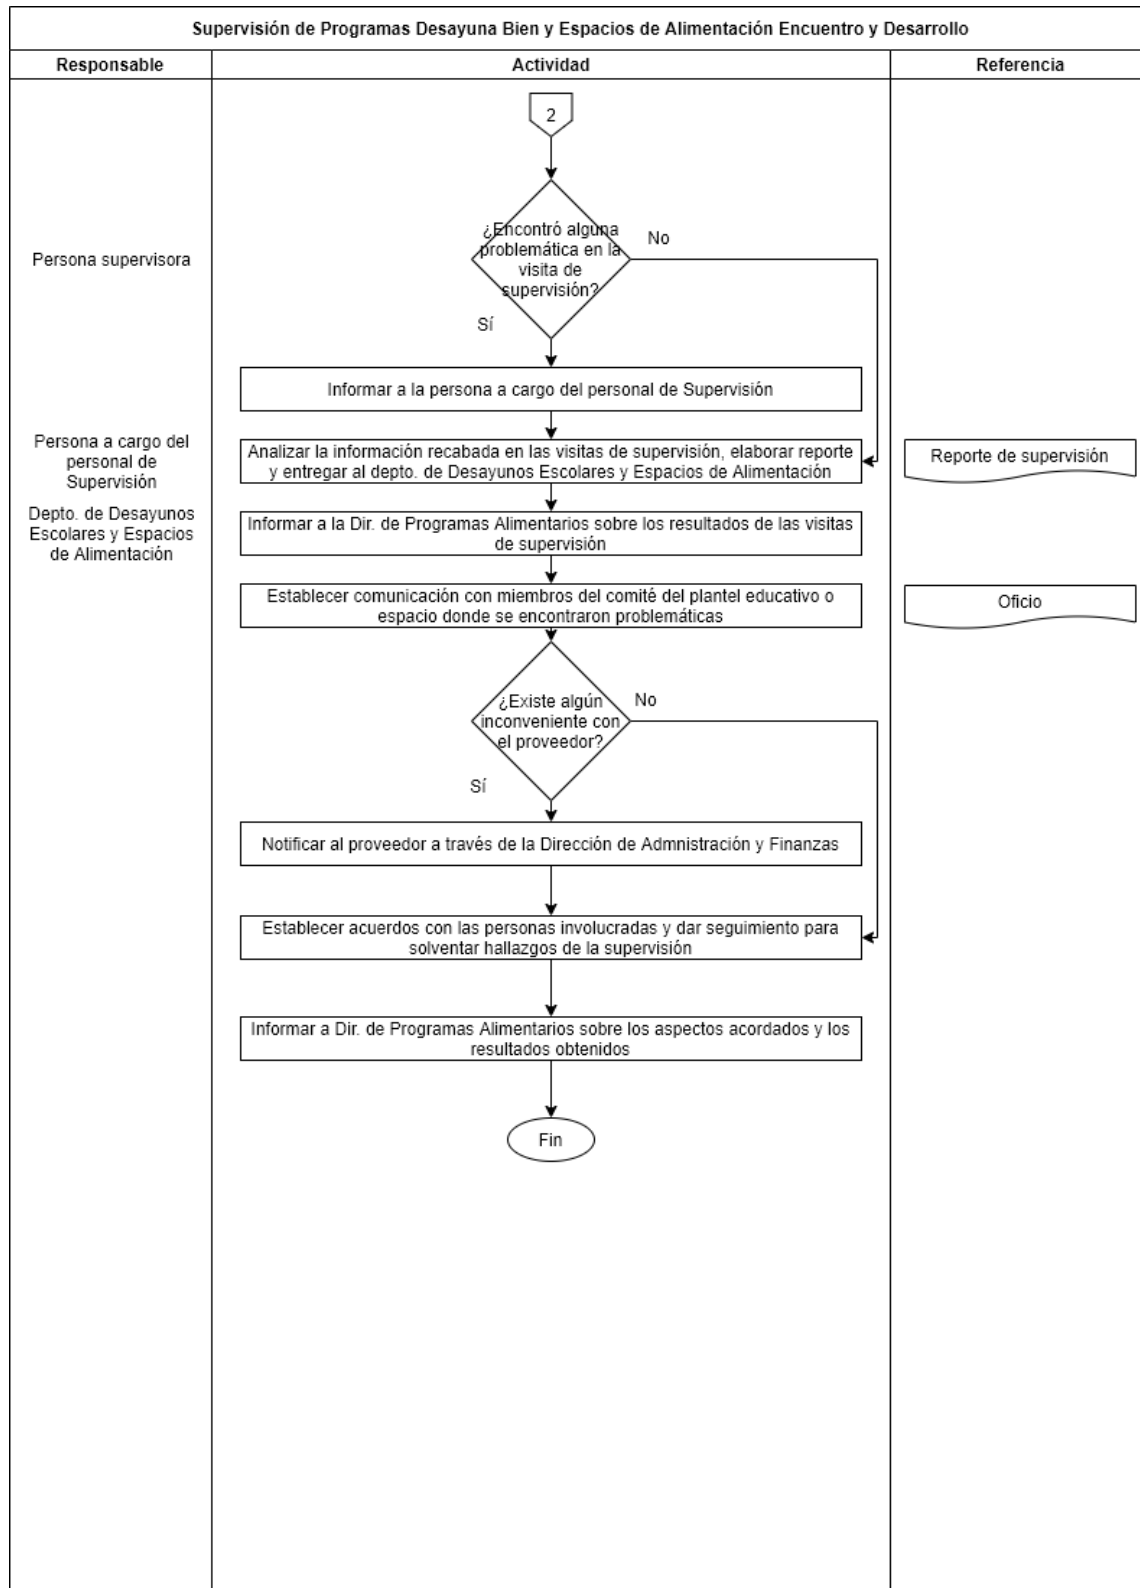 Supervisión de Programas Desayuna Bien y Espacios de Alimentación Encuentro y Desarrollo
Responsable
Actividad
Referencia
2
¿Encontró alguna
problemática en la
visita de
supervisión?
No
Persona supervisora
Sí
Informar a la persona a cargo del personal de Supervisión
Persona a cargo del
personal de
Supervisión
Analizar la información recabada en las visitas de supervisión, elaborar reporte
y entregar al depto. de Desayunos Escolares y Espacios de Alimentación
Reporte de supervisión
Depto. de Desayunos
Escolares y Espacios
de Alimentación
Informar a la Dir. de Programas Alimentarios sobre los resultados de las visitas
de supervisión
Establecer comunicación con miembros del comité del plantel educativo o
espacio donde se encontraron problemáticas
Oficio
¿Existe algún
inconveniente con
el proveedor?
No
Sí
Notificar al proveedor a través de la Dirección de Admnistración y Finanzas
Establecer acuerdos con las personas involucradas y dar seguimiento para
solventar hallazgos de la supervisión
Informar a Dir. de Programas Alimentarios sobre los aspectos acordados y los
resultados obtenidos
Fin